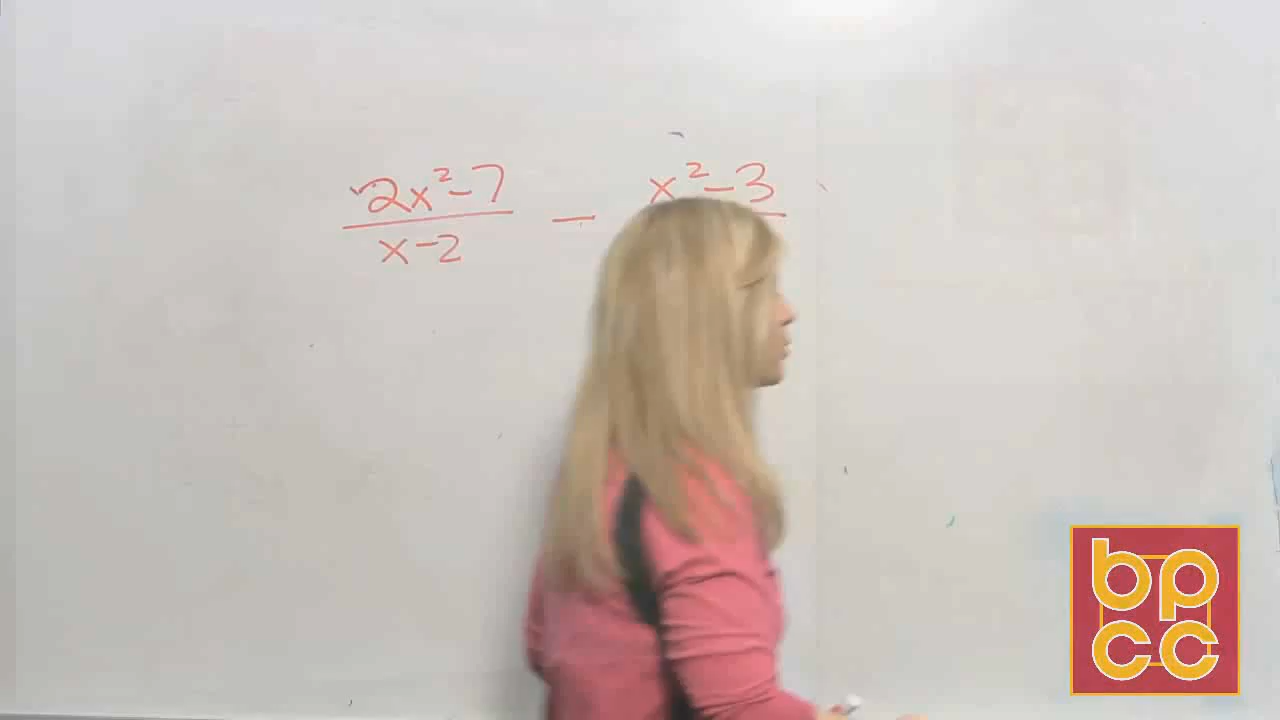 2x²-7 — x²-3
x-2
bp
cc